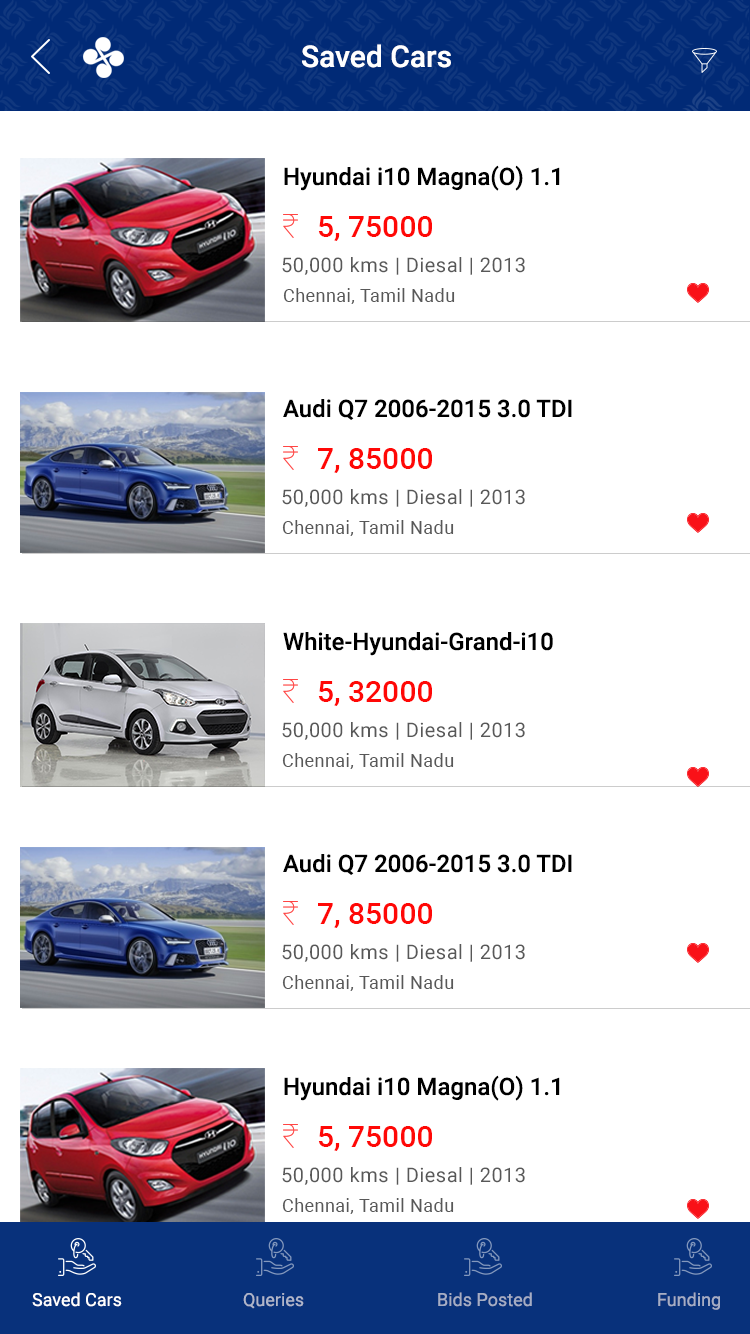 Saved Cars
Hyundai i10 Magna(O) 1.1
₹ 5, 75000
50,000 kms | Diesal | 2013
Chennai, Tamil Nadu
Audi Q7 2006-2015 3.0 TDI
₹ 7, 85000
50,000 kms | Diesal | 2013
Chennai, Tamil Nadu
White-Hyundai-Grand-i10
₹ 5, 32000
50,000 kms | Diesal | 2013
Chennai, Tamil Nadu
Audi Q7 2006-2015 3.0 TDI
₹ 7, 85000
50,000 kms | Diesal | 2013
Chennai, Tamil Nadu
Hyundai i10 Magna(O) 1.1
₹ 5, 75000
50,000 kms | Diesal | 2013
Chennai, Tamil Nadu
Saved Cars
Queries
Bids Posted
Funding